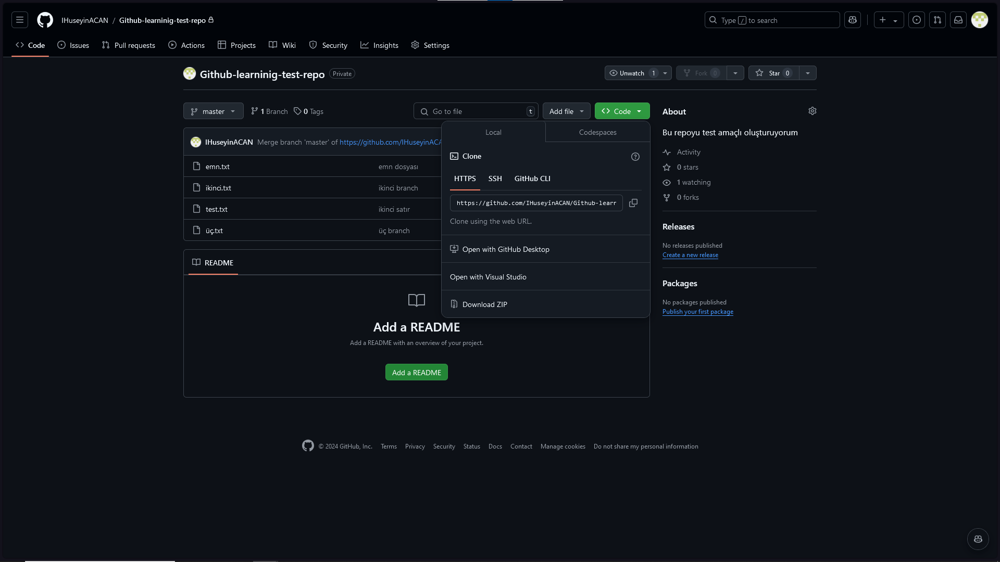 IHuseyinACAN / Github-learninig-test-repo
Type / to search
Code
Issues
Pull requests
Actions
Projects
Wiki
Security
Insights
Settings
Github-learninig-test-repo
Private
Unwatch 1
Fork 0
Star 0
master
1 Branch
0 Tags
Go to file
t
Add file
Code
IHuseyinACAN Merge branch 'master' of https://github.com/IHuseyinACA
emn.txt emn dosyası
ikinci.txt ikinci branch
test.txt ikinci satır
üç.txt üç branch
Local
Codespaces
Clone
HTTPS
SSH
GitHub CLI
https://github.com/IHuseyinACAN/Github-learr
Clone using the web URL.
Open with GitHub Desktop
Open with Visual Studio
Download ZIP
README
Add a README
Add a README with an overview of your project.
Add a README
About
Bu repoyu test amaçlı oluşturuyorum
Activity
0 stars
1 watching
0 forks
Releases
No releases published
Create a new release
Packages
No packages published
Publish your first package
© 2024 GitHub, Inc.
Terms
Privacy
Security
Status
Docs
Contact
Manage cookies
Do not share my personal information